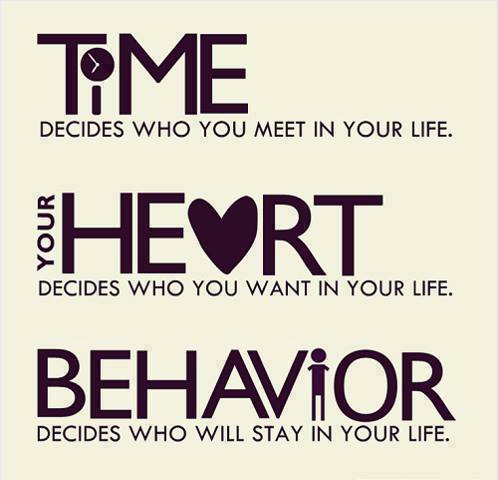 TiME
DECIDES WHO YOU MEET IN YOUR LIFE.
YOUR HEART
DECIDES WHO YOU WANT IN YOUR LIFE.
BEHAViOR
DECIDES WHO WILL STAY IN YOUR LIFE.